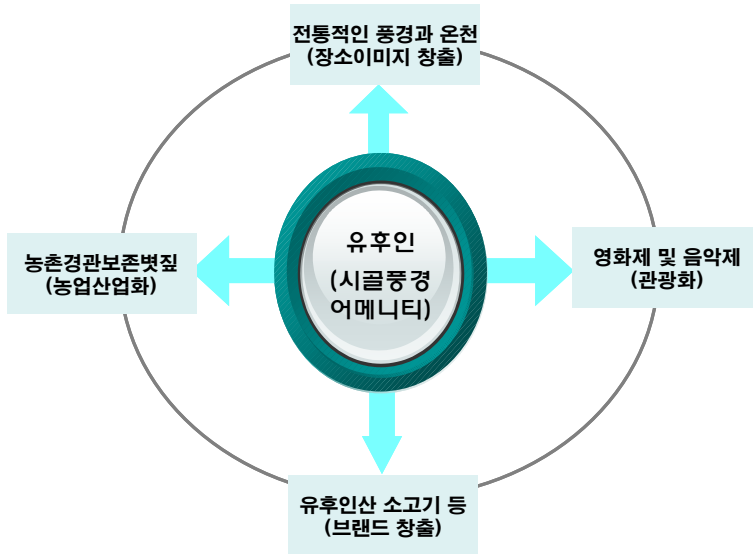 전통적인 풍경과 온천
(장소이미지 창출)
농촌경관보존볏짚
(농업산업화)
유후인
(시골풍경
어메니티)
영화제 및 음악제
(관광화)
유후인산 소고기 등
(브랜드 창출)